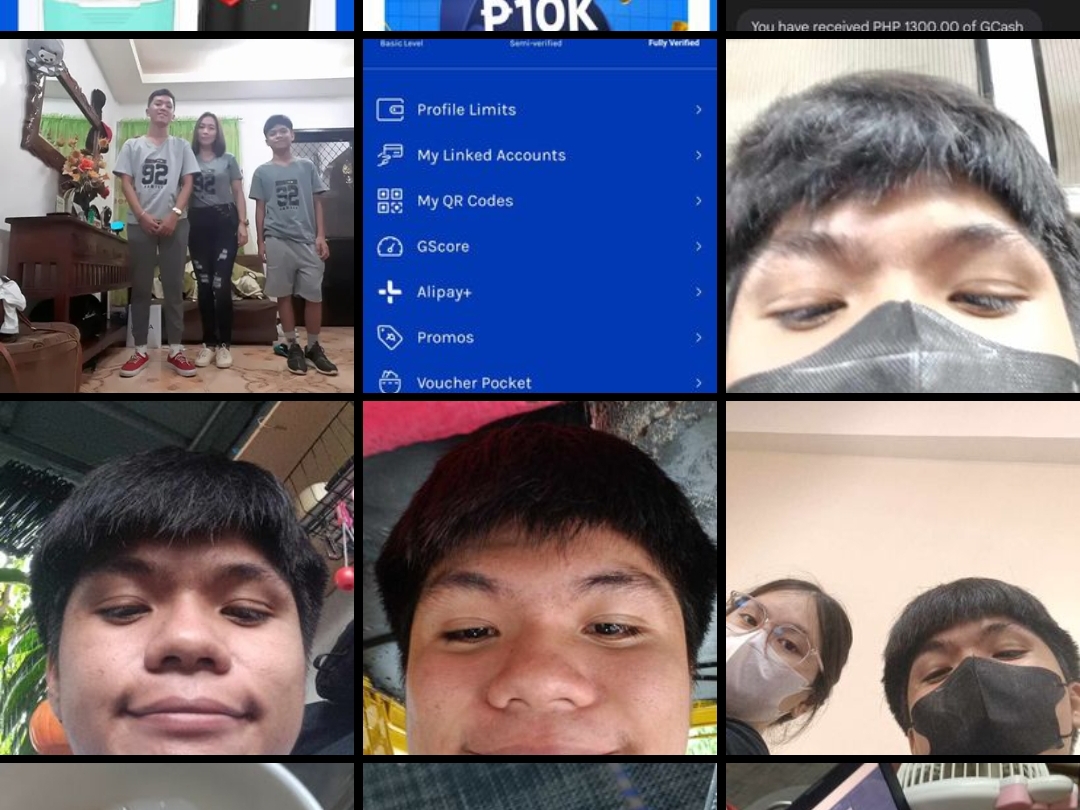 ₱10K
You have received PHP 1300.00 of GCash
Basic Level
Semi-verified
Fully Verified
Profile Limits
My Linked Accounts
My QR Codes
GScore
Alipay+
Promos
Voucher Pocket
92
92
92